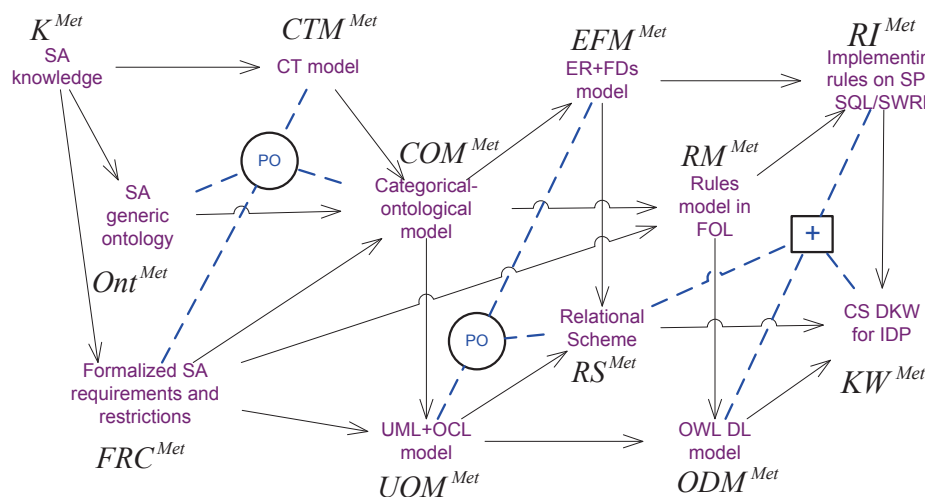 K^Met
SA
knowledge
CTM^Met
CT model
EFM^Met
ER+FDs
model
RI^Met
Implementin
rules on SP
SQL/SWRL
PO
COM^Met
Categorical-
ontological
model
RM^Met
Rules
model in
FOL
SA
generic
ontology
Ont^Met
+
PO
Relational
Scheme
RS^Met
CS DKW
for IDP
KW^Met
Formalized SA
requirements and
restrictions
FRC^Met
UML+OCL
model
UOM^Met
OWL DL
model
ODM^Met